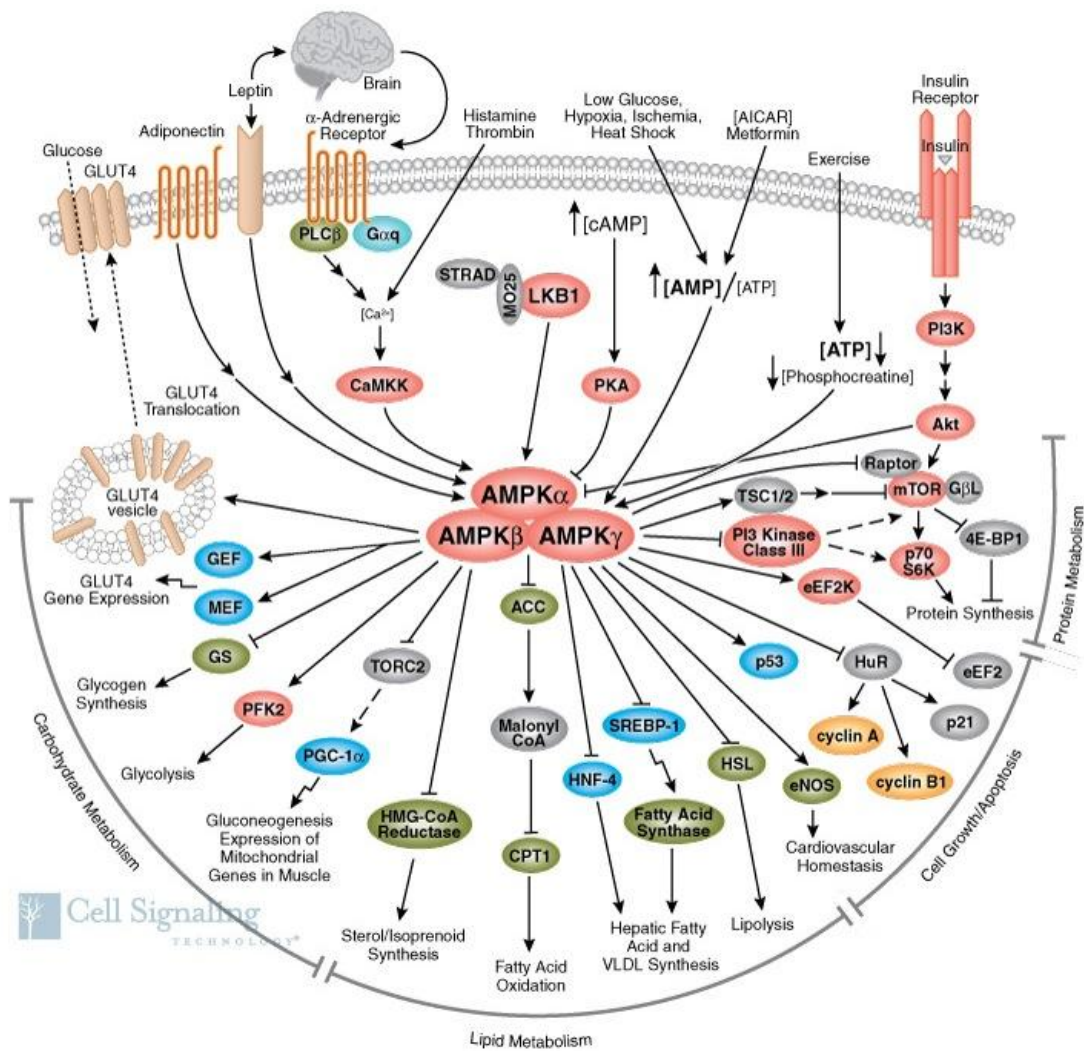 Leptin
Brain
Adiponectin
α-Adrenergic
Receptor
Histamine
Thrombin
Low Glucose,
Hypoxia, Ischemia,
Heat Shock
[AICAR]
Metformin
Exercise
Insulin
Receptor
Insulin
Glucose
GLUT4
PLCβ
Gαq
[cAMP]
STRAD
MO25
LKB1
[AMP]/[ATP]
[Ca²⁺]
PI3K
[ATP]
[Phosphocreatine]
CaMKK
PKA
GLUT4
Translocation
Akt
Raptor
mTOR
GβL
AMPKα
AMPKβ
AMPKγ
TSC1/2
GLUT4
vesicle
PI3 Kinase
Class III
4E-BP1
p70
S6K
GEF
GLUT4
Gene Expression
MEF
eEF2K
Protein Synthesis
ACC
GS
TORC2
p53
HuR
eEF2
Glycogen
Synthesis
PFK2
p21
Malonyl
CoA
SREBP-1
cyclin A
Glycolysis
PGC-1α
HNF-4
HSL
eNOS
cyclin B1
Gluconeogenesis
Expression of
Mitochondrial
Genes in Muscle
HMG-CoA
Reductase
CPT1
Fatty Acid
Synthase
Cardiovascular
Homestasis
Sterol/Isoprenoid
Synthesis
Fatty Acid
Oxidation
Hepatic Fatty
Acid and
VLDL Synthesis
Lipolysis
Carbohydrate Metabolism
Lipid Metabolism
Cell Growth/Apoptosis
Protein Metabolism
Cell Signaling
TECHNOLOGY®